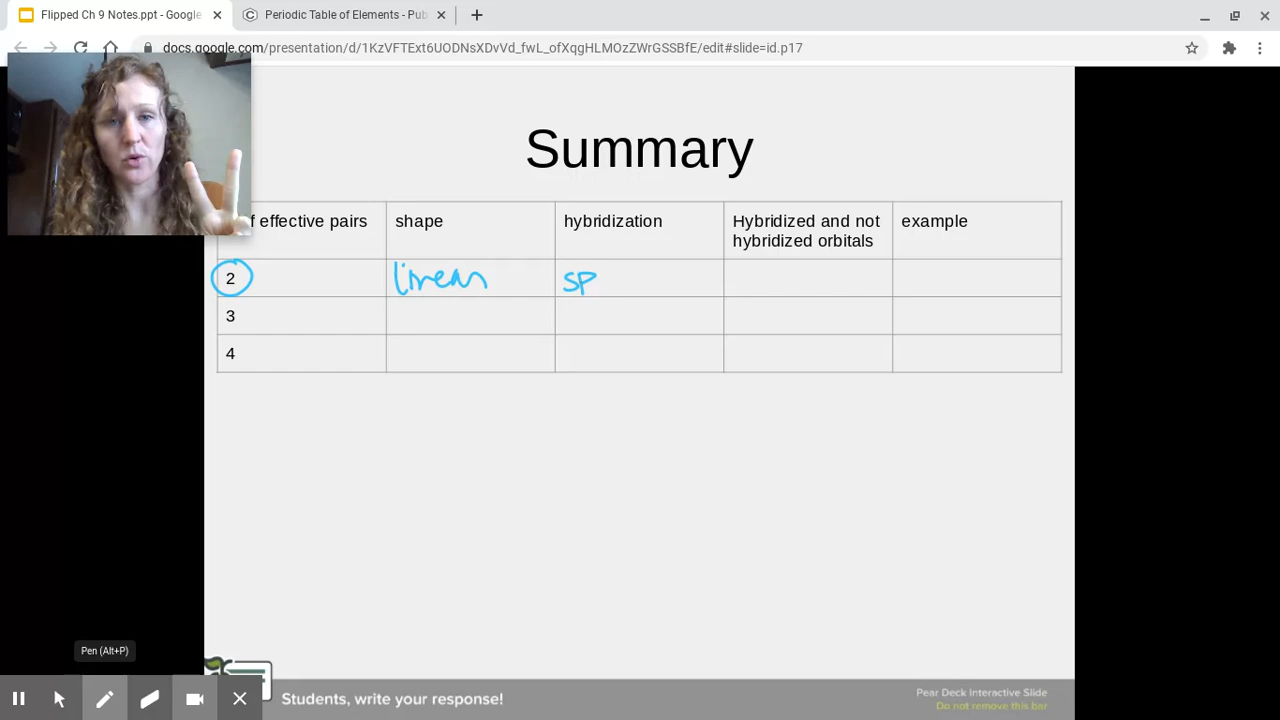 Flipped Ch 9 Notes.ppt - Google
Periodic Table of Elements - Pub
docs.google.com/presentation/d/1KzVFTExt6UODNsXDvVd_fwL_ofXqgHLMOzZWrGSSBfE/edit#slide=id.p17
Summary
effective pairs shape hybridization Hybridized and not example
hybridized orbitals
2 linear sp
3
4
Pen (Alt+P)
Students, write your response!
Pear Deck Interactive Slide
Do not remove this bar